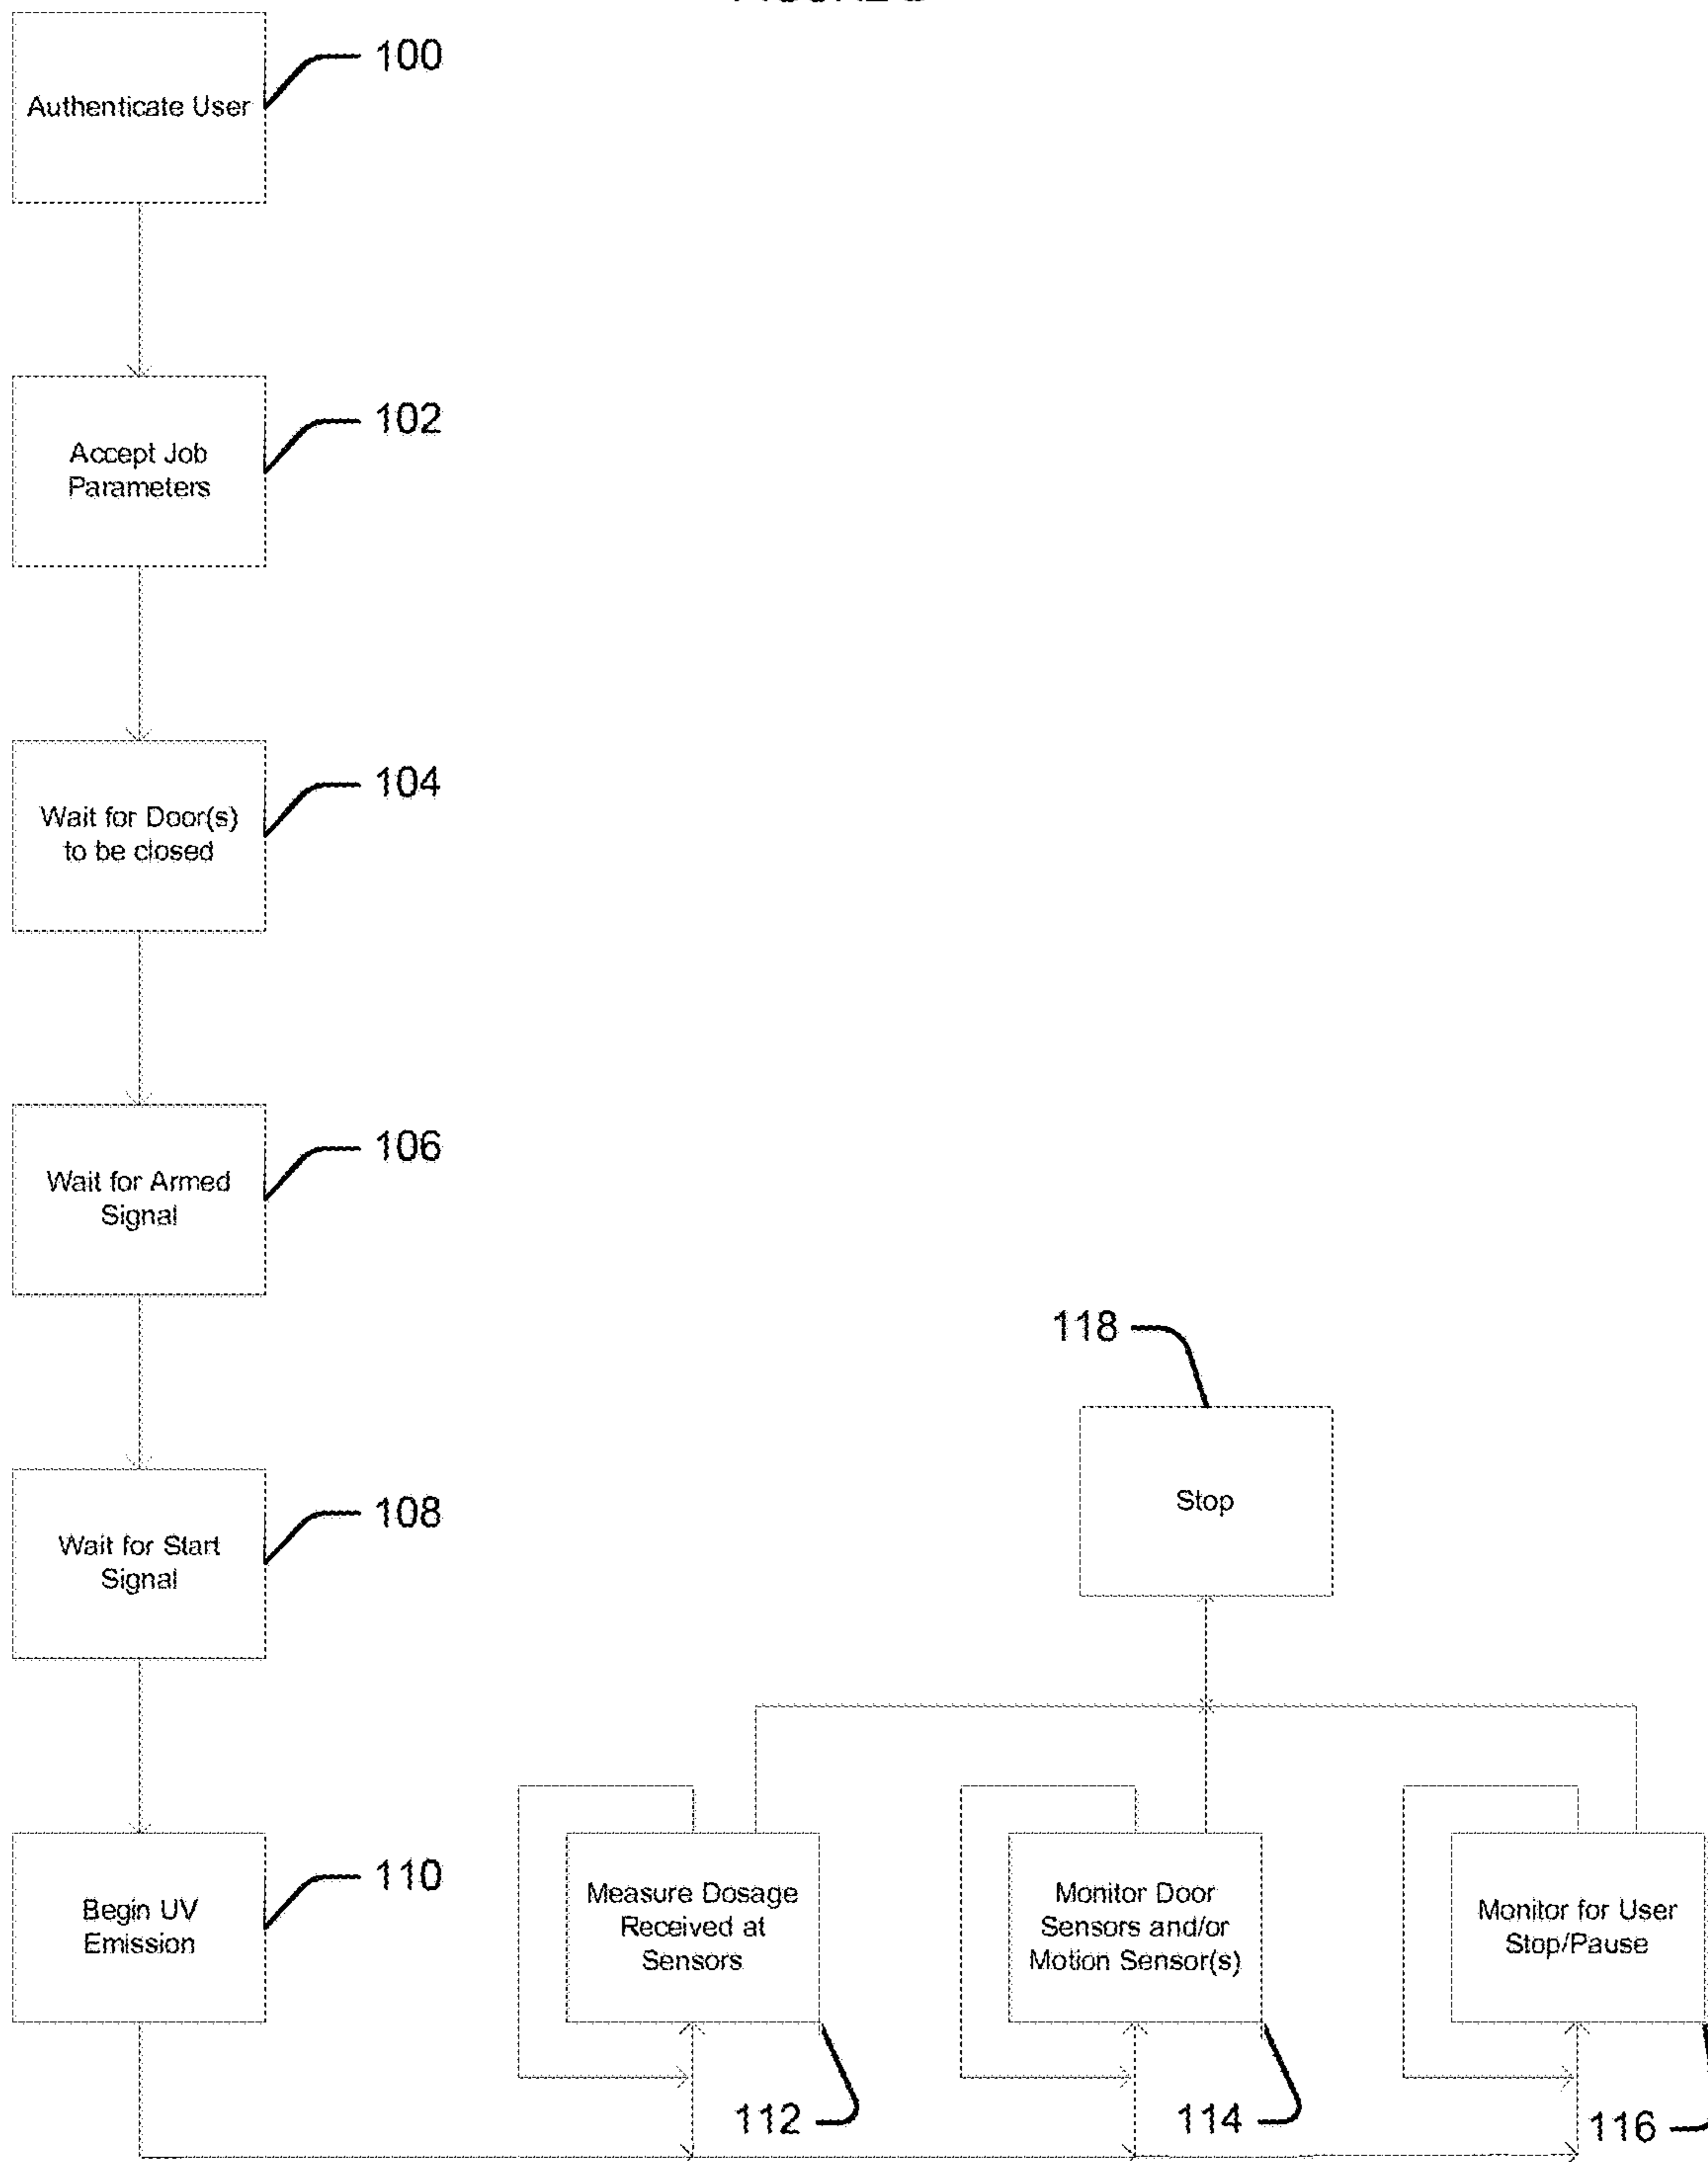 100
Authenticate User
102
Accept Job
Parameters
104
Wait for Door(s)
to be closed
106
Wait for Armed
Signal
118
Stop
108
Wait for Start
Signal
110
Begin UV
Emission
Measure Dosage
Received at
Sensors
Monitor Door
Sensors and/or
Motion Sensor(s)
Monitor for User
Stop/Pause
112
114
116